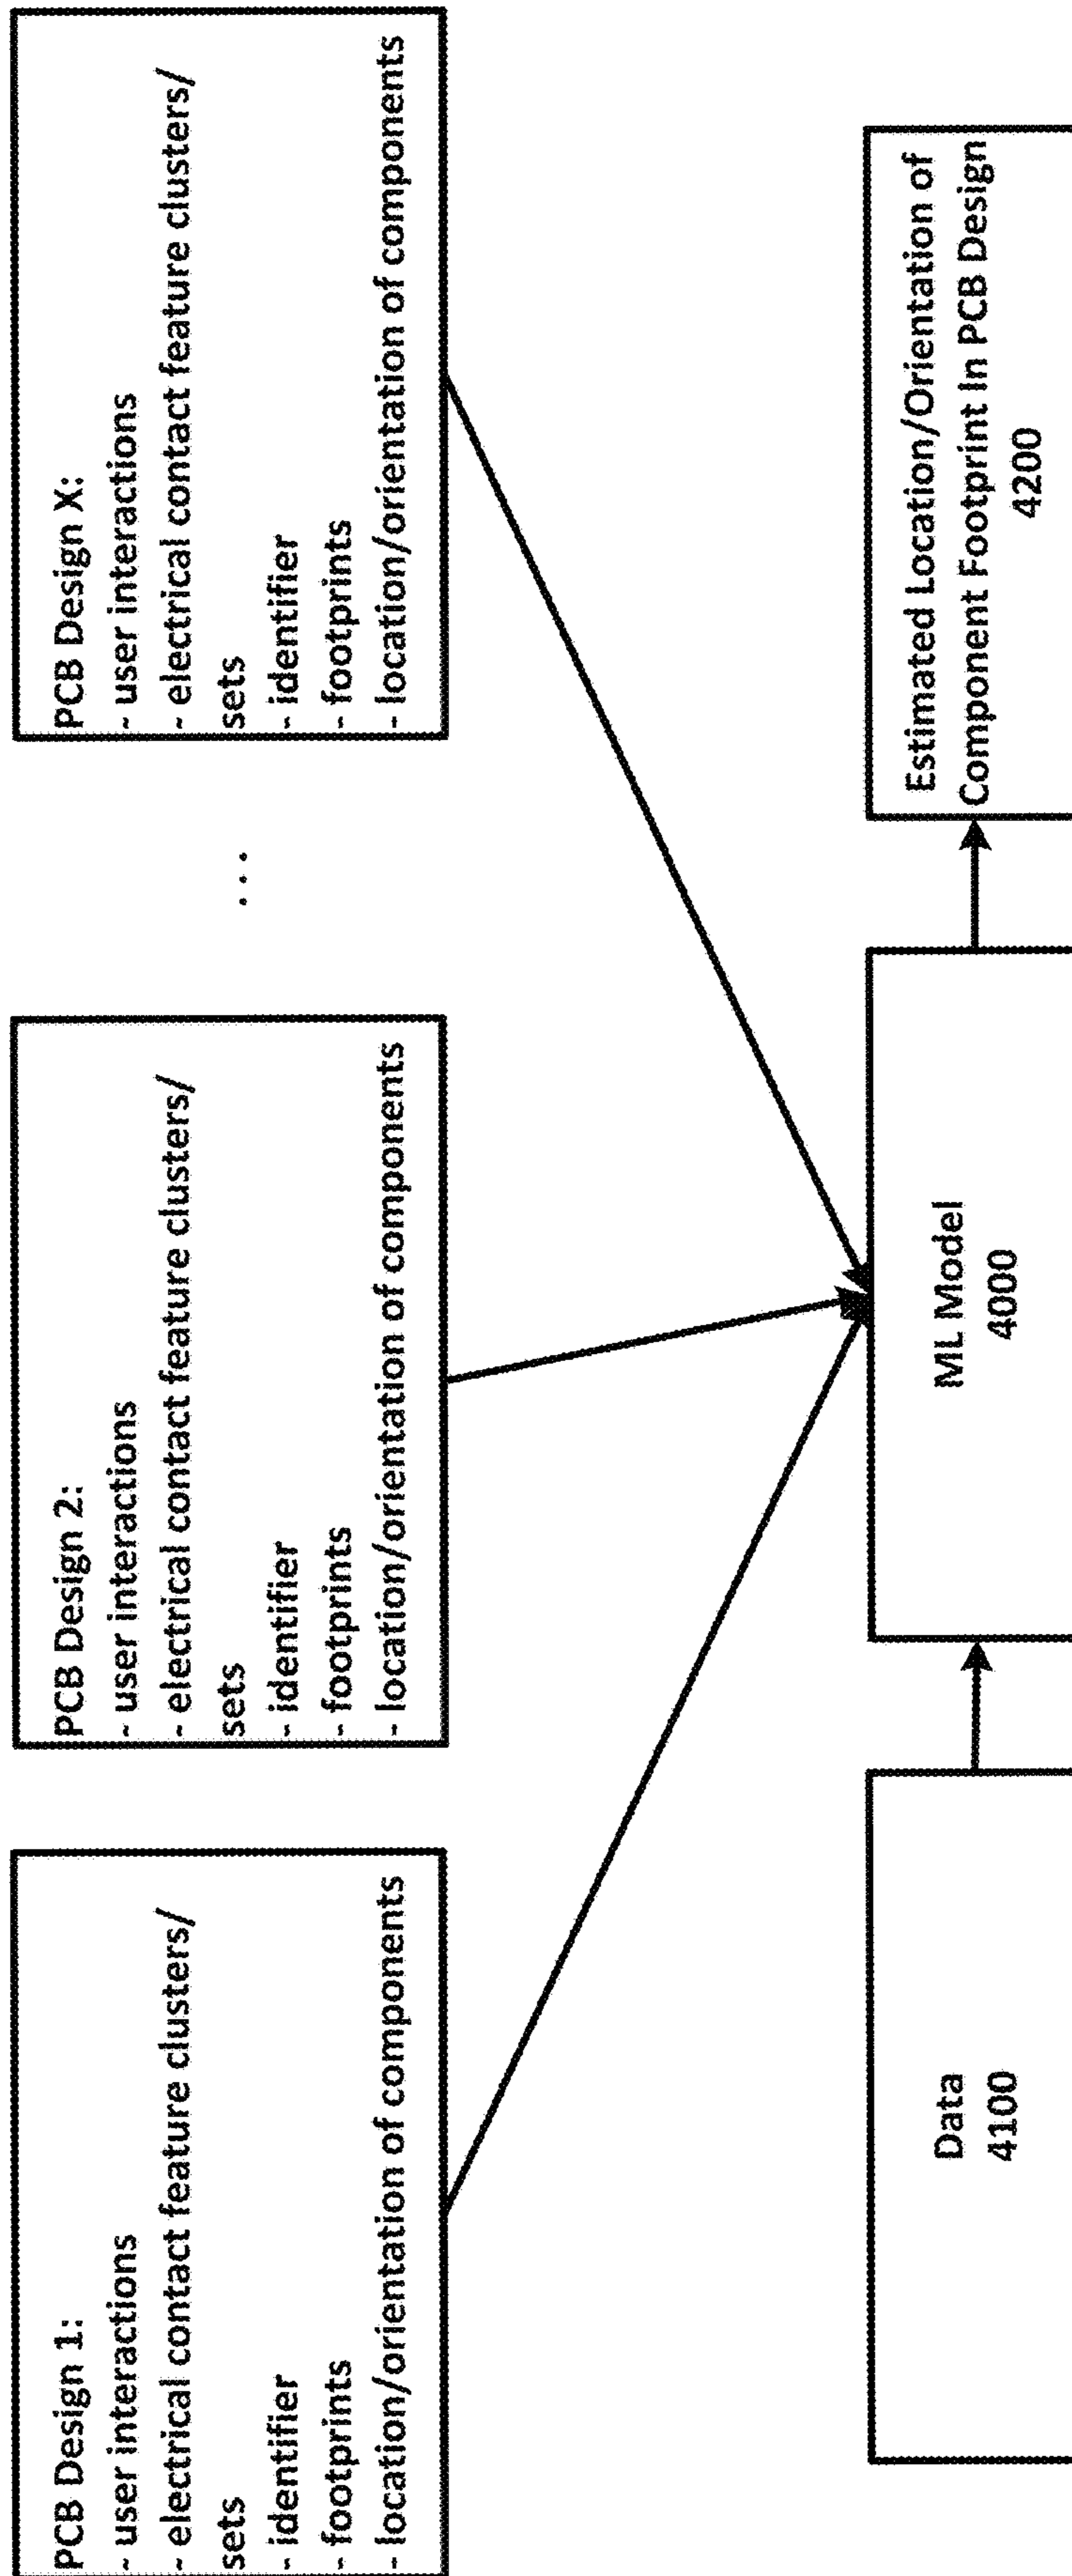 PCB Design 1:
- user interactions
- electrical contact feature clusters/
sets
- identifier
- footprints
- location/orientation of components
PCB Design 2:
- user interactions
- electrical contact feature clusters/
sets
- identifier
- footprints
- location/orientation of components
...
PCB Design X:
- user interactions
- electrical contact feature clusters/
sets
- identifier
- footprints
- location/orientation of components
Data
4100
ML Model
4000
Estimated Location/Orientation of
Component Footprint In PCB Design
4200